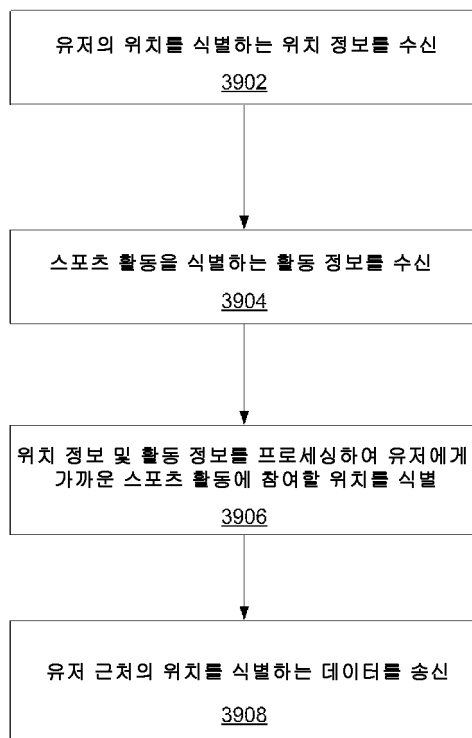 유저의 위치를 식별하는 위치 정보를 수신
3902
스포츠 활동을 식별하는 활동 정보를 수신
3904
위치 정보 및 활동 정보를 프로세싱하여 유저에게
가까운 스포츠 활동에 참여할 위치를 식별
3906
유저 근처의 위치를 식별하는 데이터를 송신
3908